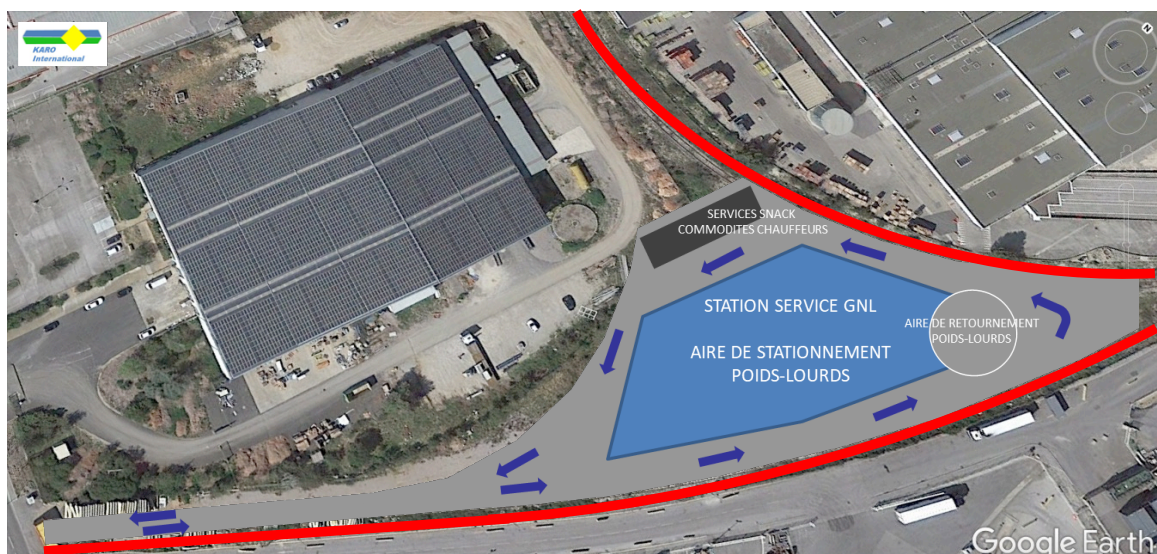 KARO
International
N
SERVICES SNACK
COMMODITES CHAUFFEURS
STATION SERVICE GNL
AIRE DE RETOURNEMENT
POIDS-LOURDS
AIRE DE STATIONNEMENT
POIDS-LOURDS
Google Earth